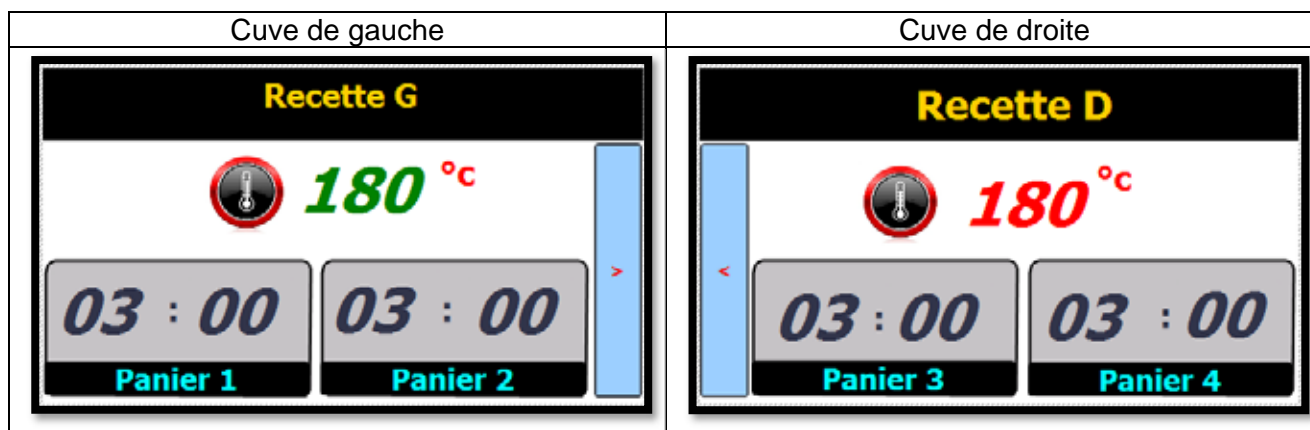 Cuve de gauche
Cuve de droite
Recette G
180 °c
>
03 : 00
03 : 00
Panier 1
Panier 2
Recette D
180 °c
<
03 : 00
03 : 00
Panier 3
Panier 4